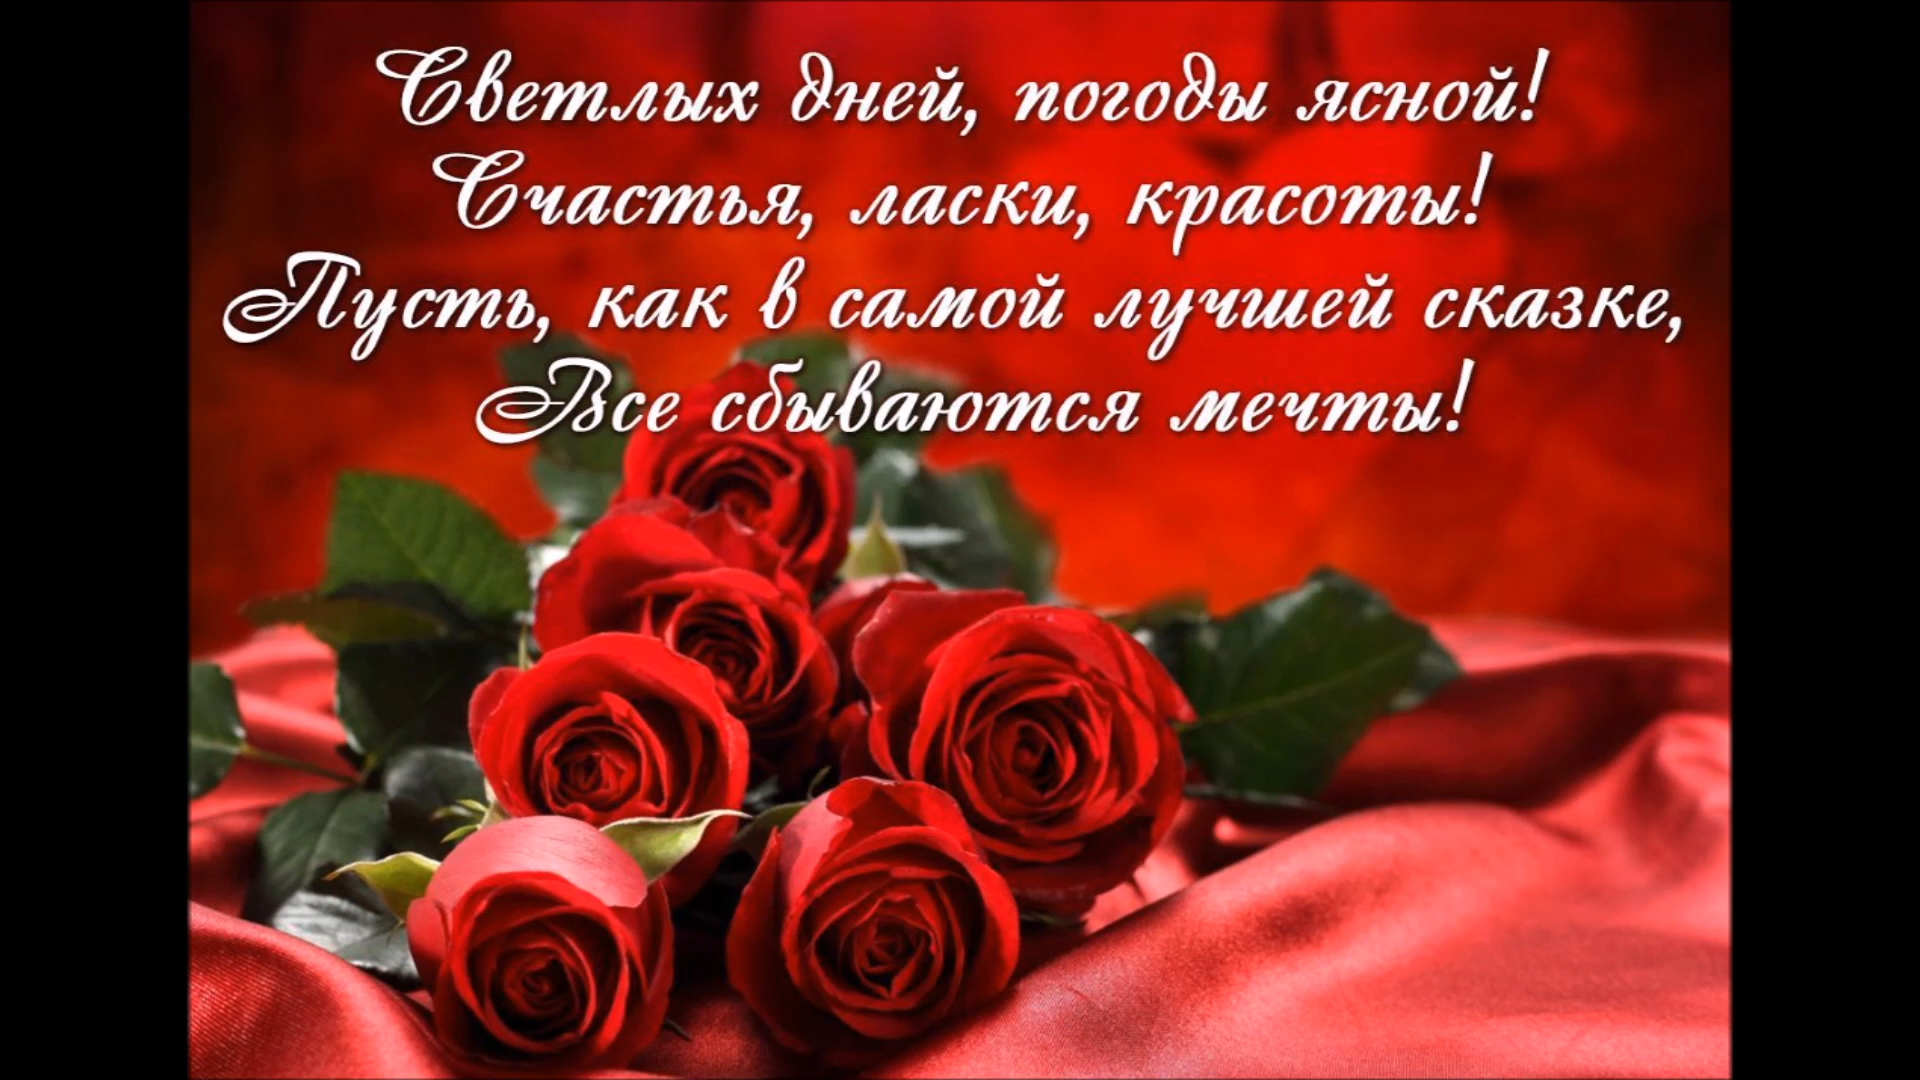 Светлых дней, погоды ясной!
Счастья, ласки, красоты!
Пусть, как в самой лучшей сказке,
Все сбываются мечты!